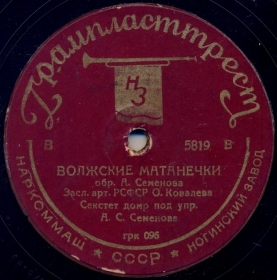 Грампласттрест
НЗ
В 5819 В
ВОЛЖСКИЕ МАТАНЕЧКИ
обр. А. Семенова
Засл. арт. РСФСР О. Ковалева
Секстет домр под упр.
А. С. Семенова
грк 096
НАРКОММАШ ★ СССР ★ НОГИНСКИЙ ЗАВОД